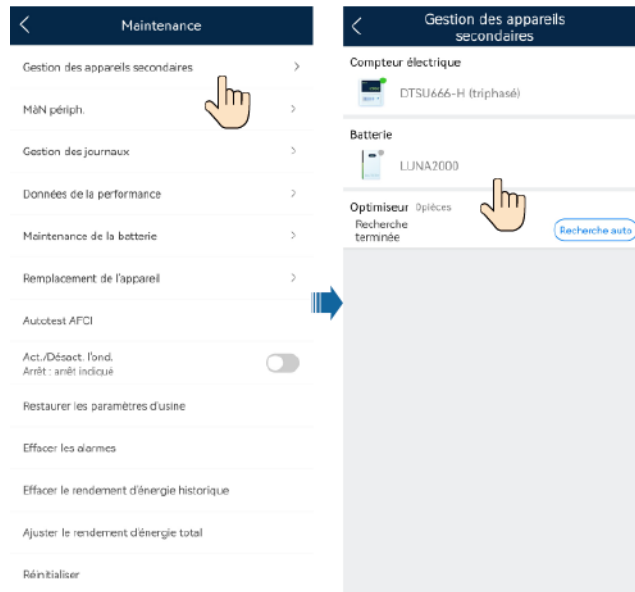 Maintenance
Gestion des appareils secondaires
MàN périph.
Gestion des journaux
Données de la performance
Maintenance de la batterie
Remplacement de l'appareil
Autotest AFCI
Act./Désact. l'ond.
Arrêt : arrêt indiqué
Restaurer les paramètres d'usine
Effacer les alarmes
Effacer le rendement d'énergie historique
Ajuster le rendement d'énergie total
Réinitialiser
Gestion des appareils
secondaires
Compteur électrique
DTSU666-H (triphasé)
Batterie
LUNA2000
Optimiseur 0pièces
Recherche
terminée
Recherche auto